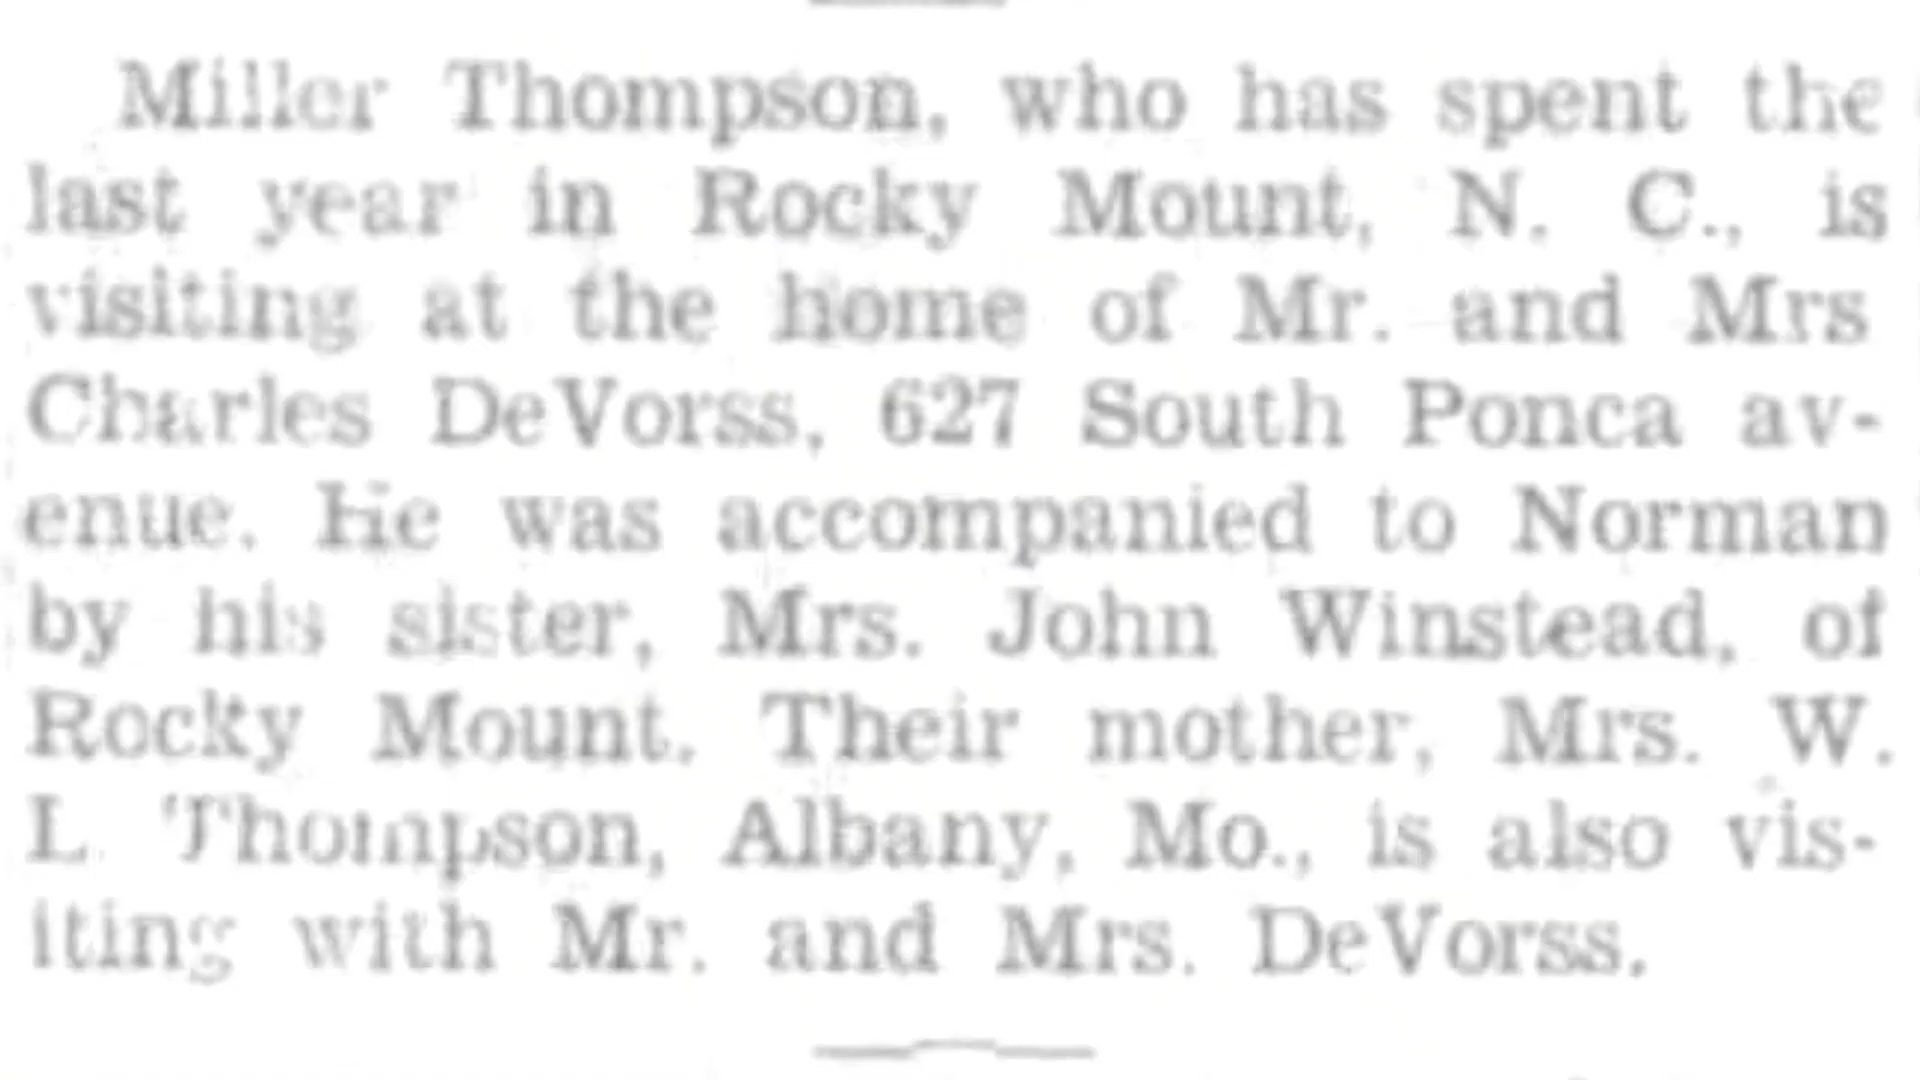 Miller Thompson, who has spent the
last year in Rocky Mount, N. C., is
visiting at the home of Mr. and Mrs
Charles DeVorss, 627 South Ponca av-
enue. He was accompanied to Norman
by his sister, Mrs. John Winstead, of
Rocky Mount. Their mother, Mrs. W.
L. Thompson, Albany, Mo., is also vis-
iting with Mr. and Mrs. DeVorss.